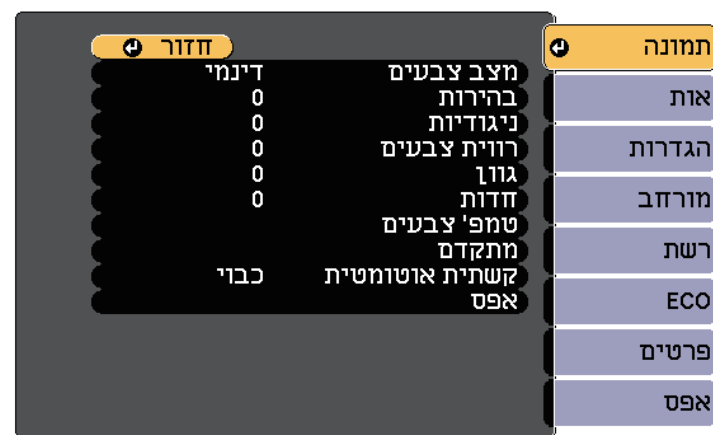 תמונה
אות
הגדרות
מורחב
רשת
ECO
פרטים
אפס
חזור
מצב צבעים דינמי
בהירות 0
ניגודיות 0
רווית צבעים 0
גוון 0
חדות 0
טמפ' צבעים
מתקדם
קשתית אוטומטית כבוי
אפס